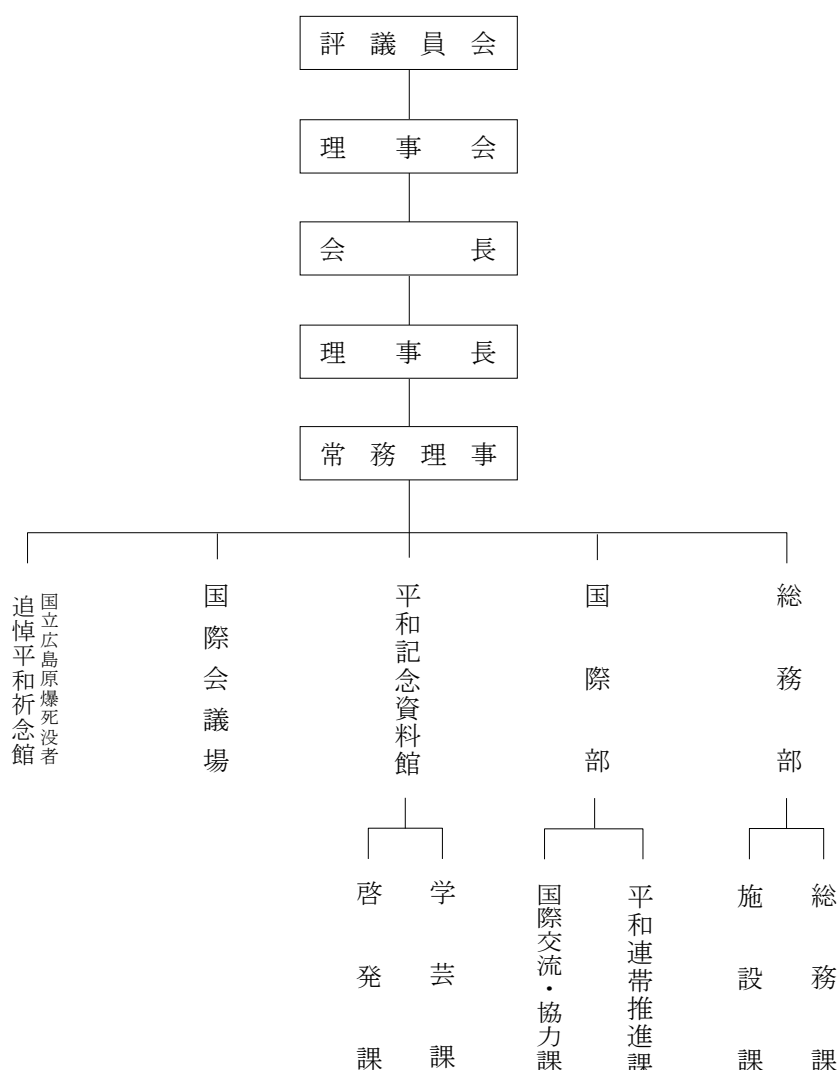 評議員会
理事会
会長
理事長
常務理事
総務部
国際部
平和記念資料館
国際会議場
国立広島原爆死没者
追悼平和祈念館
総務課
施設課
平和連帯推進課
国際交流・協力課
学芸課
啓発課